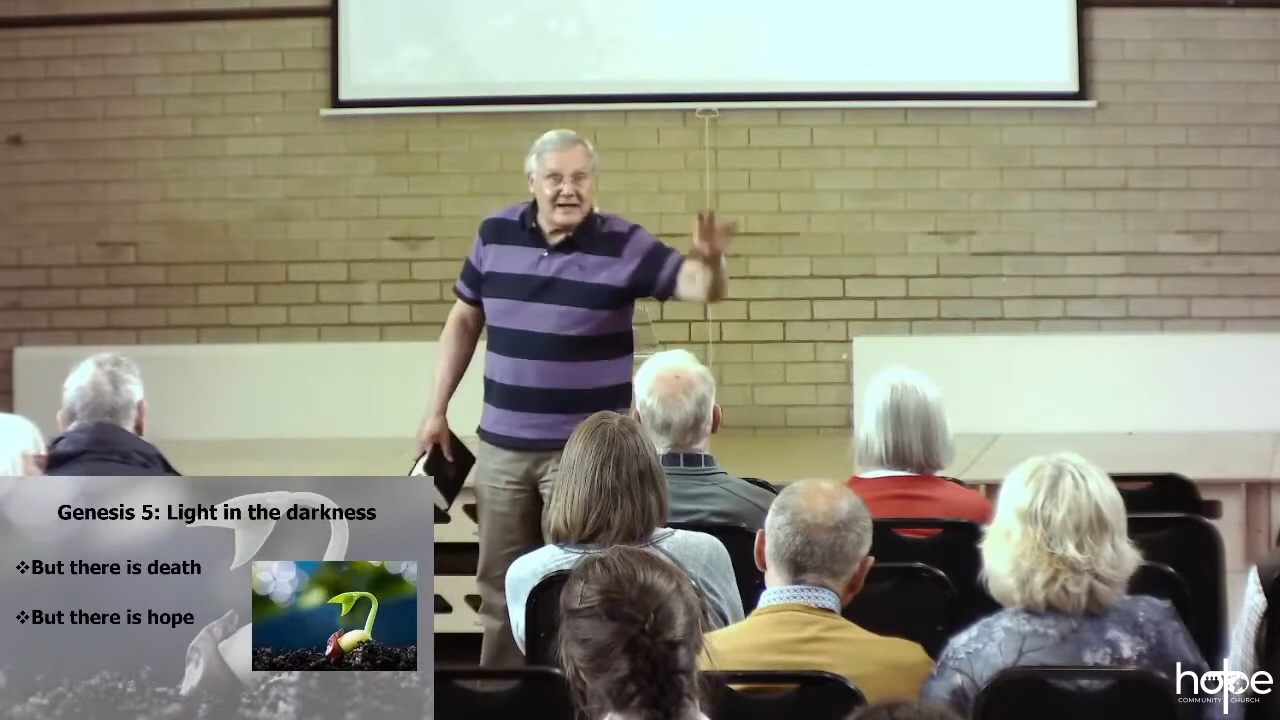 Genesis 5: Light in the darkness
❖But there is death
❖But there is hope
hope
COMMUNITY CHURCH